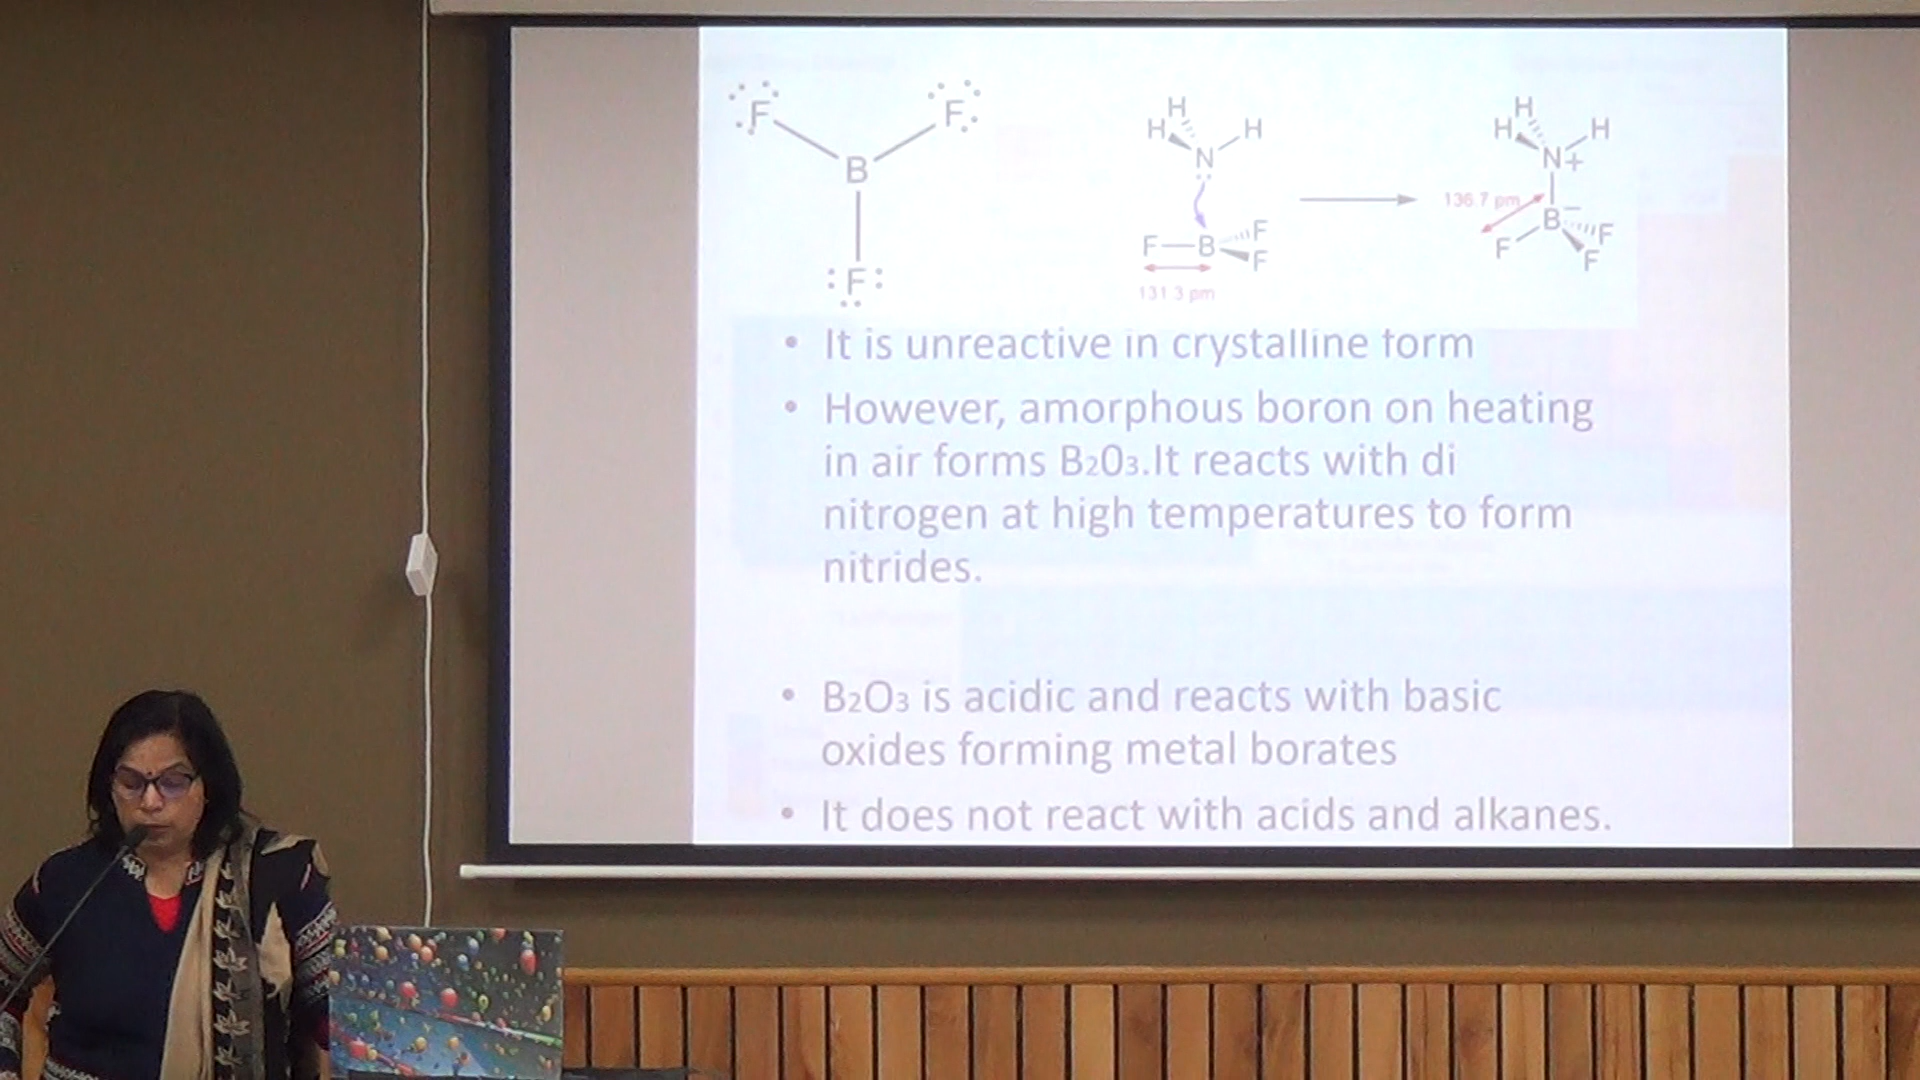 F F
B
F
H
H H
N
F B F
F
131.3 pm
H
H H
N+
136.7 pm
B–
F F
F
• It is unreactive in crystalline form
• However, amorphous boron on heating
in air forms B₂0₃.It reacts with di
nitrogen at high temperatures to form
nitrides.
• B₂O₃ is acidic and reacts with basic
oxides forming metal borates
• It does not react with acids and alkanes.